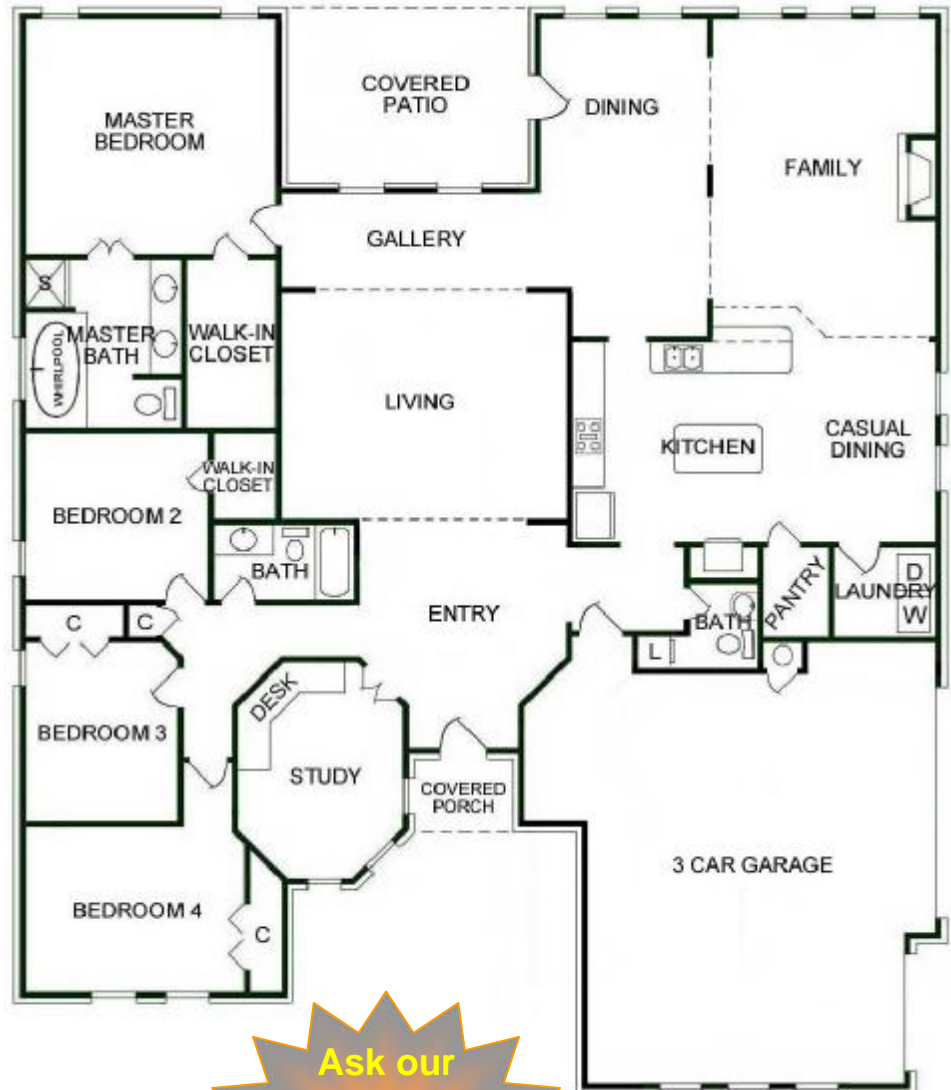 COVERED
PATIO
DINING
MASTER
BEDROOM
FAMILY
GALLERY
S
MASTER
BATH
WHIRLPOOL
WALK-IN
CLOSET
LIVING
KITCHEN
CASUAL
DINING
WALK-IN
CLOSET
BEDROOM 2
BATH
PANTRY
LAUNDRY
D
W
C
C
ENTRY
BATH
L
DESK
BEDROOM 3
STUDY
COVERED
PORCH
3 CAR GARAGE
BEDROOM 4
C
Ask our